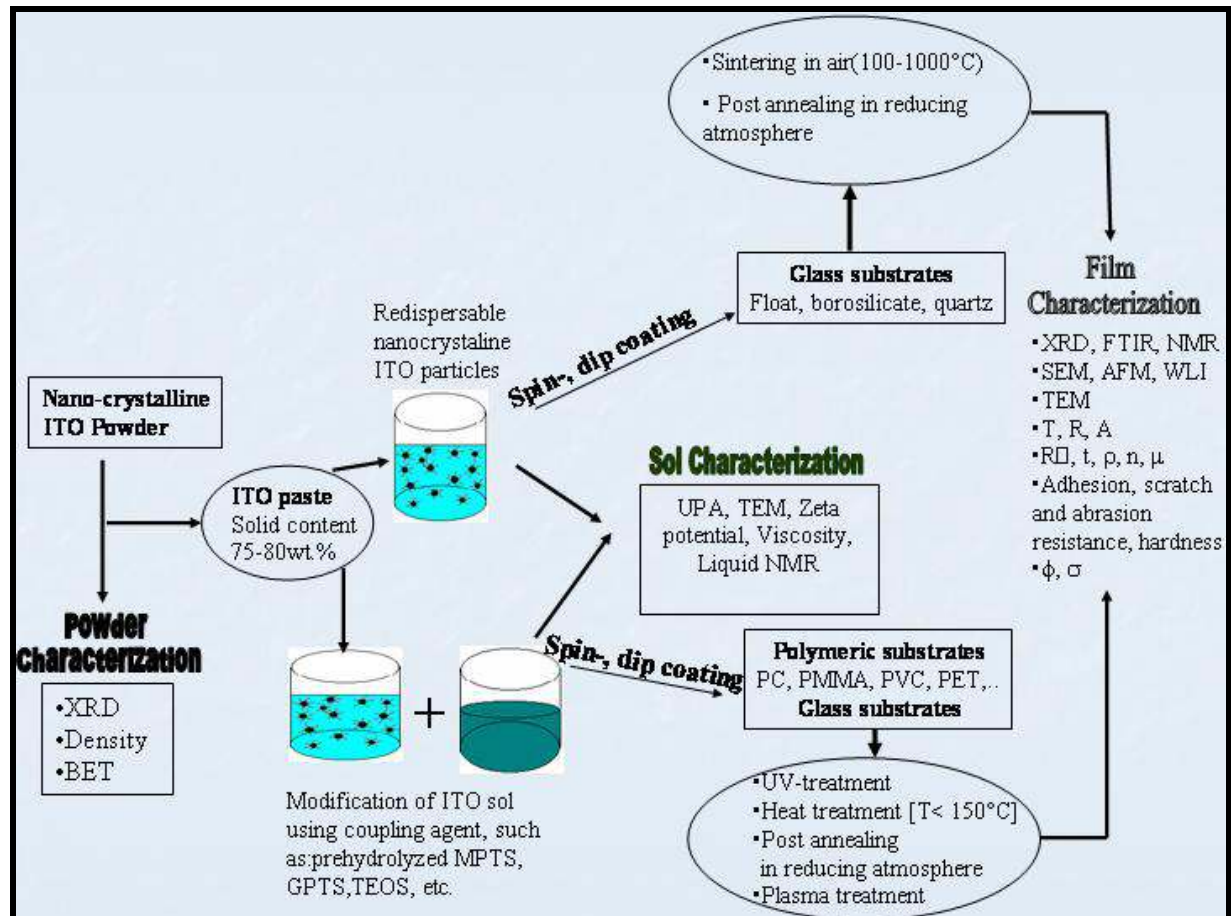 ▪Sintering in air(100-1000°C)
▪ Post annealing in reducing
atmosphere
Glass substrates
Float, borosilicate, quartz
Film
Characterization
▪XRD, FTIR, NMR
▪SEM, AFM, WLI
▪TEM
▪T, R, A
▪R□, t, ρ, n, μ
▪Adhesion, scratch
and abrasion
resistance, hardness
▪ϕ, σ
Redispersable
nanocrystaline
ITO particles
Spin-, dip coating
Nano-crystalline
ITO Powder
ITO paste
Solid content
75-80wt.%
Sol Characterization
UPA, TEM, Zeta
potential, Viscosity,
Liquid NMR
Powder
Characterization
•XRD
•Density
•BET
+
Modification of ITO sol
using coupling agent, such
as:prehydrolyzed MPTS,
GPTS,TEOS, etc.
Spin-, dip coating
Polymeric substrates
PC, PMMA, PVC, PET,..
Glass substrates
▪UV-treatment
▪Heat treatment [T< 150°C]
▪Post annealing
in reducing atmosphere
▪Plasma treatment